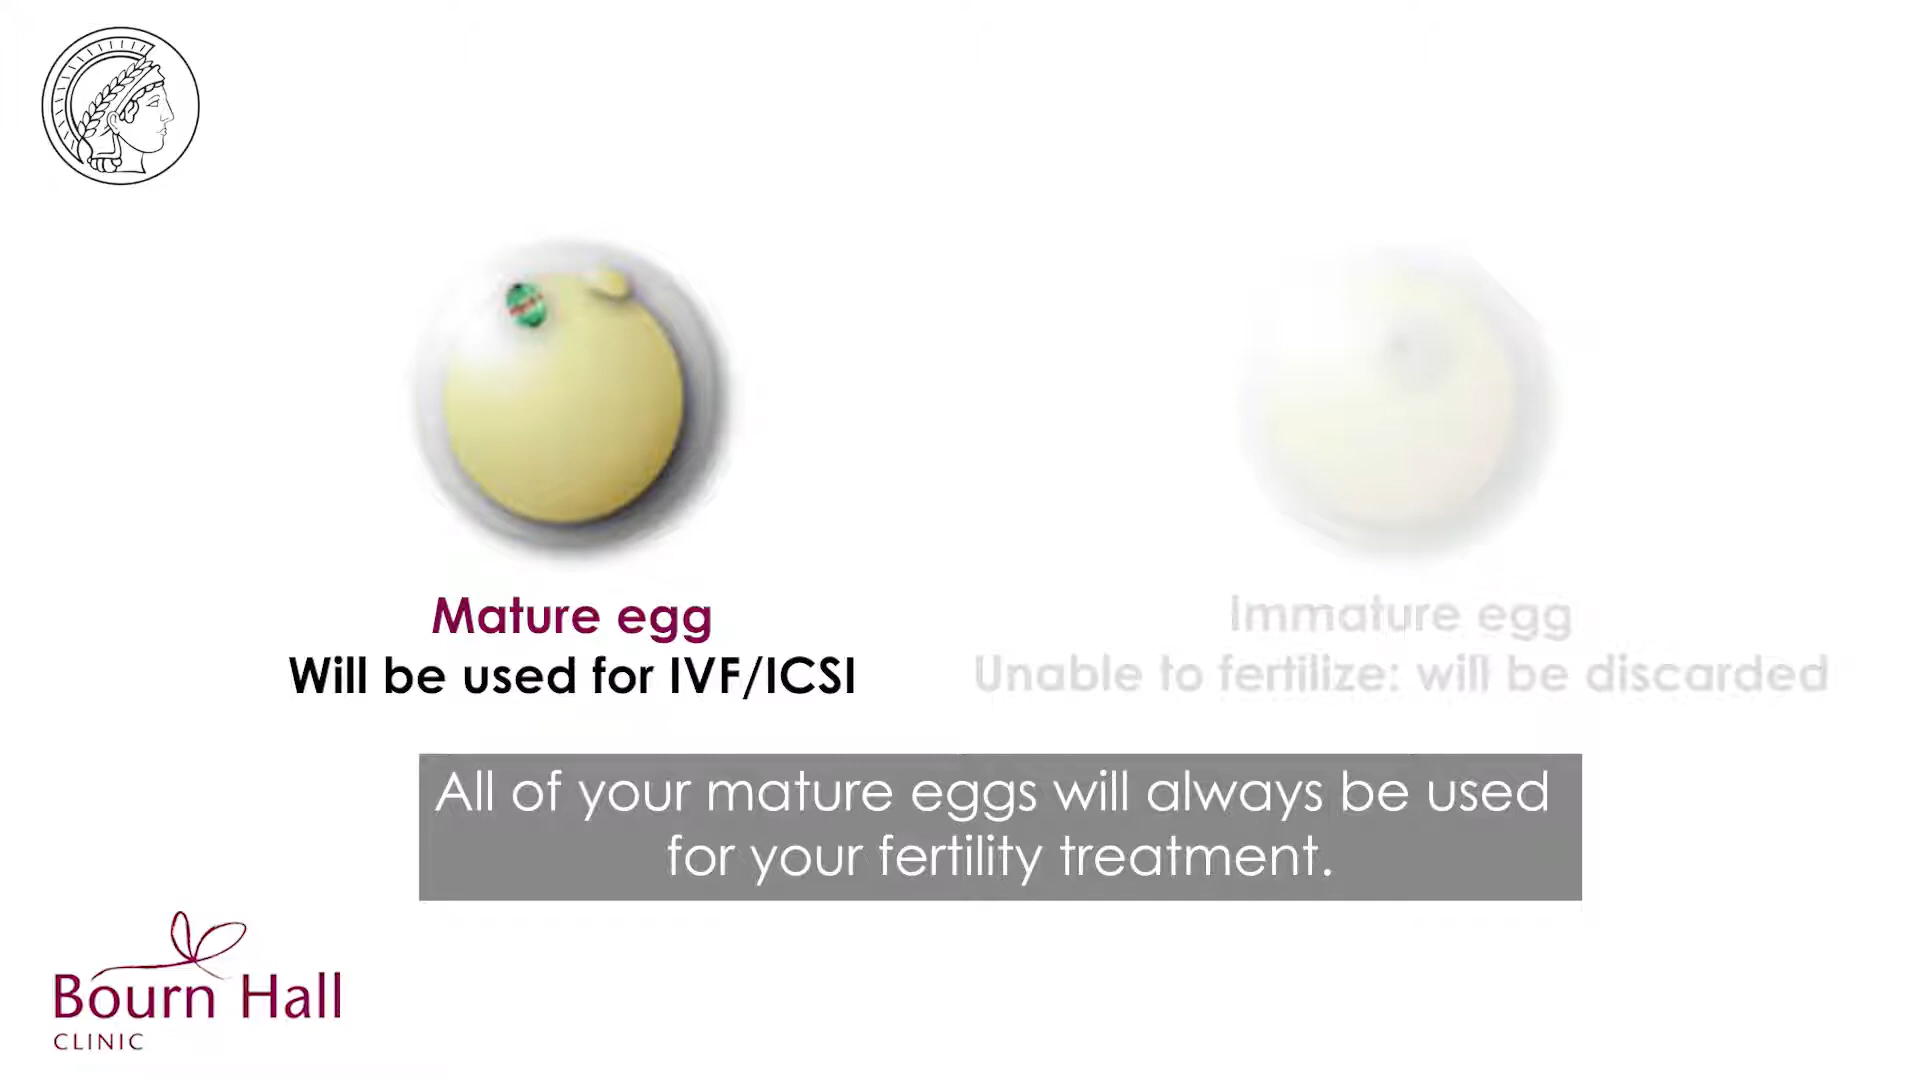 Mature egg
Will be used for IVF/ICSI
Immature egg
Unable to fertilize: will be discarded
All of your mature eggs will always be used
for your fertility treatment.
Bourn Hall
CLINIC